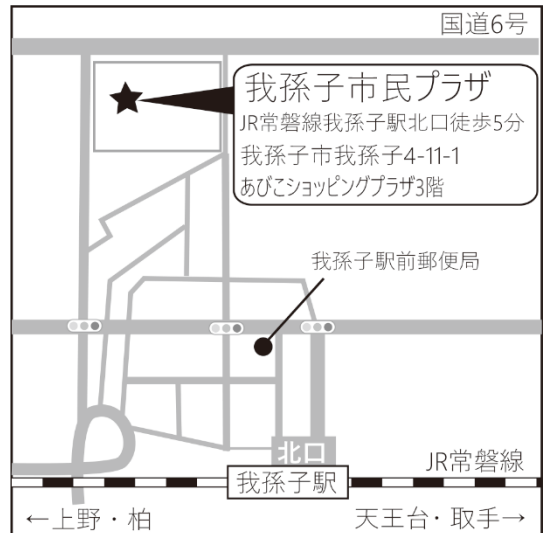 国道6号
我孫子市民プラザ
JR常磐線我孫子駅北口徒歩5分
我孫子市我孫子4-11-1
あびこショッピングプラザ3階
我孫子駅前郵便局
北口
JR常磐線
我孫子駅
←上野・柏
天王台・取手→